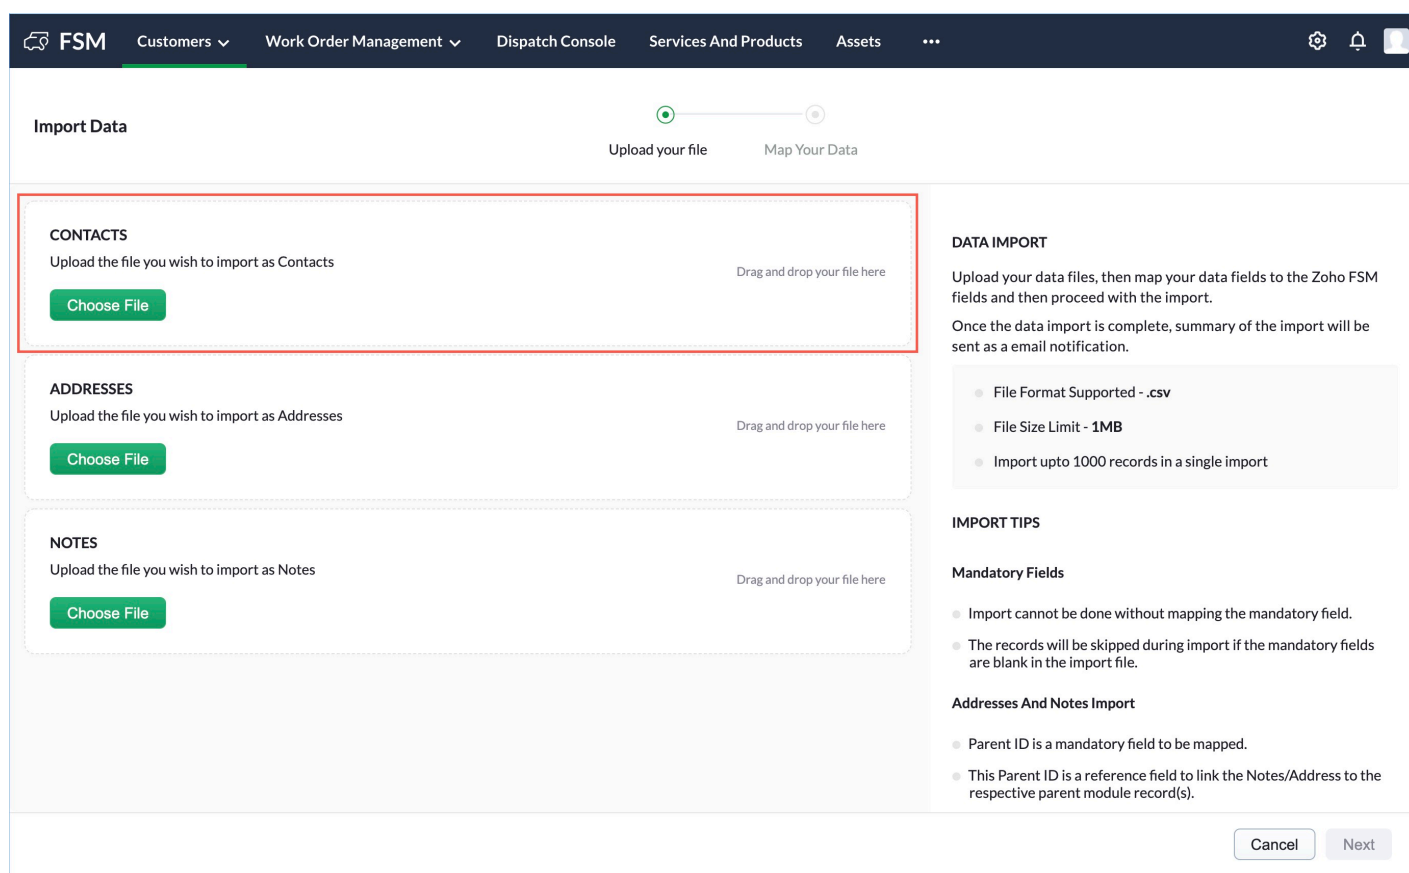 FSM Customers Work Order Management Dispatch Console Services And Products Assets •••
Import Data
Upload your file Map Your Data
CONTACTS
Upload the file you wish to import as Contacts
Drag and drop your file here
Choose File
ADDRESSES
Upload the file you wish to import as Addresses
Drag and drop your file here
Choose File
NOTES
Upload the file you wish to import as Notes
Drag and drop your file here
Choose File
DATA IMPORT
Upload your data files, then map your data fields to the Zoho FSM
fields and then proceed with the import.
Once the data import is complete, summary of the import will be
sent as a email notification.
File Format Supported - .csv
File Size Limit - 1MB
Import upto 1000 records in a single import
IMPORT TIPS
Mandatory Fields
Import cannot be done without mapping the mandatory field.
The records will be skipped during import if the mandatory fields
are blank in the import file.
Addresses And Notes Import
Parent ID is a mandatory field to be mapped.
This Parent ID is a reference field to link the Notes/Address to the
respective parent module record(s).
Cancel Next